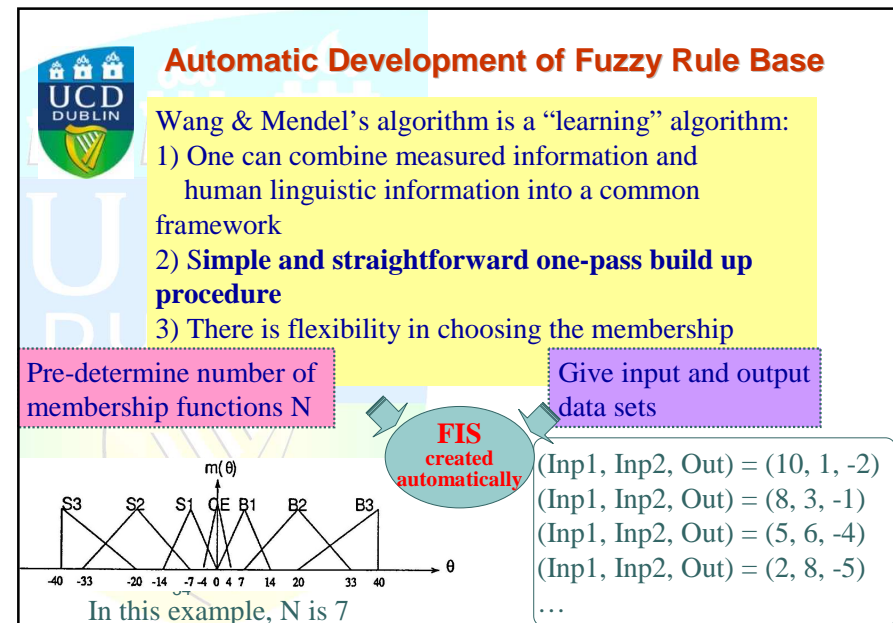 Automatic Development of Fuzzy Rule Base
UCD
DUBLIN
Wang & Mendel's algorithm is a “learning” algorithm:
1) One can combine measured information and
human linguistic information into a common
framework
2) Simple and straightforward one-pass build up
procedure
3) There is flexibility in choosing the membership
Pre-determine number of
membership functions N
Give input and output
data sets
FIS
created
automatically
m(θ)
S3 S2 S1 CE B1 B2 B3
θ
-40 -33 -20 -14 -7 -4 0 4 7 14 20 33 40
In this example, N is 7
(Inp1, Inp2, Out) = (10, 1, -2)
(Inp1, Inp2, Out) = (8, 3, -1)
(Inp1, Inp2, Out) = (5, 6, -4)
(Inp1, Inp2, Out) = (2, 8, -5)
…